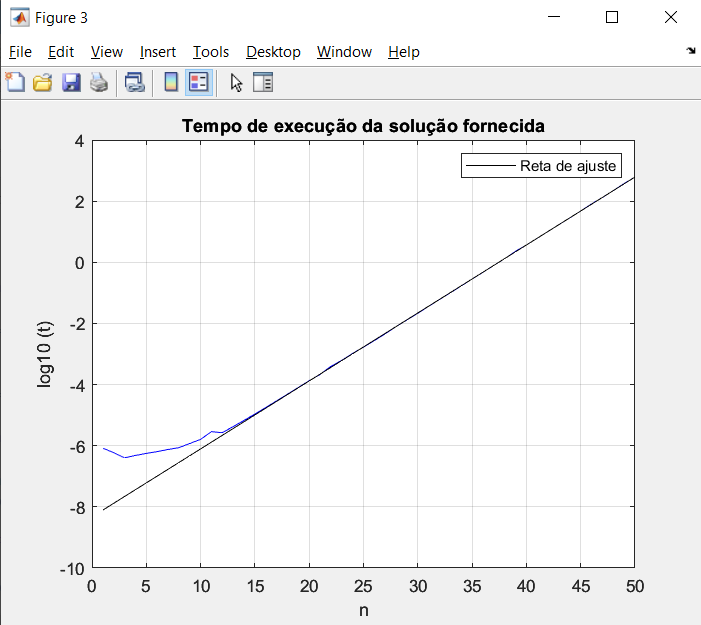 Figure 3
File Edit View Insert Tools Desktop Window Help
Tempo de execução da solução fornecida
Reta de ajuste
4
2
0
-2
-4
-6
-8
-10
log10 (t)
0 5 10 15 20 25 30 35 40 45 50
n